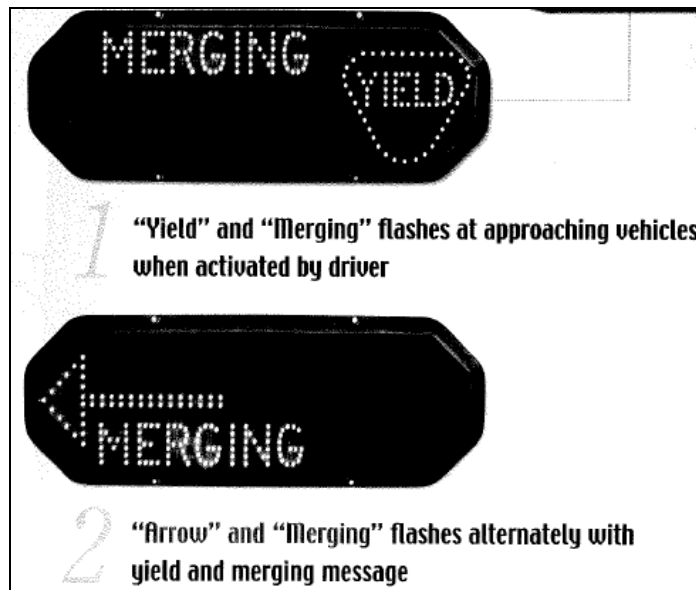 MERGING
YIELD
1
“Yield” and “Merging” flashes at approaching vehicles
when activated by driver
MERGING
2
“Arrow” and “Merging” flashes alternately with
yield and merging message